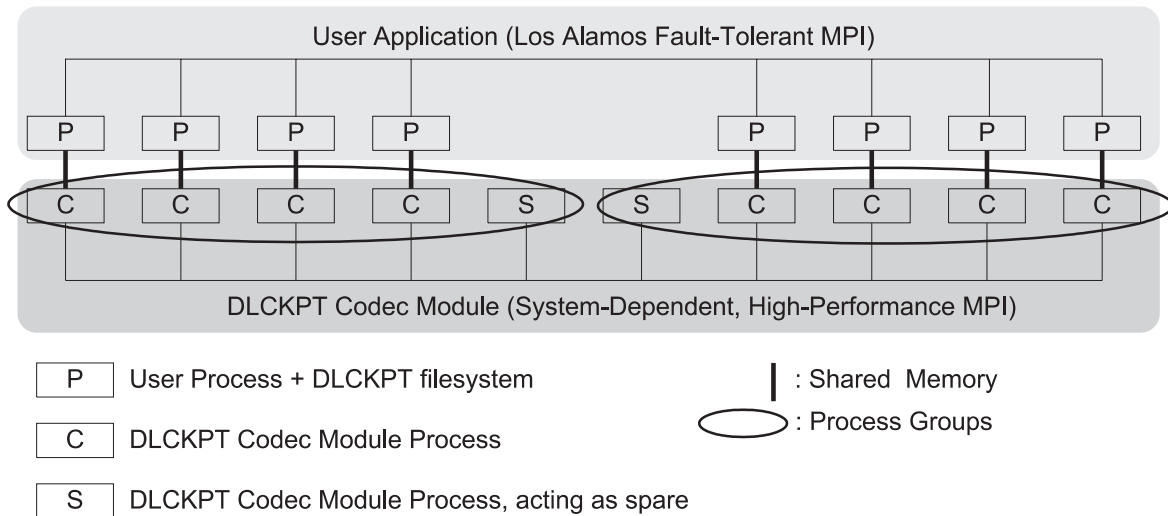 User Application (Los Alamos Fault-Tolerant MPI)
P P P P P P P P
C C C C S S C C C C
DLCKPT Codec Module (System-Dependent, High-Performance MPI)
P User Process + DLCKPT filesystem
: Shared Memory
C DLCKPT Codec Module Process
: Process Groups
S DLCKPT Codec Module Process, acting as spare